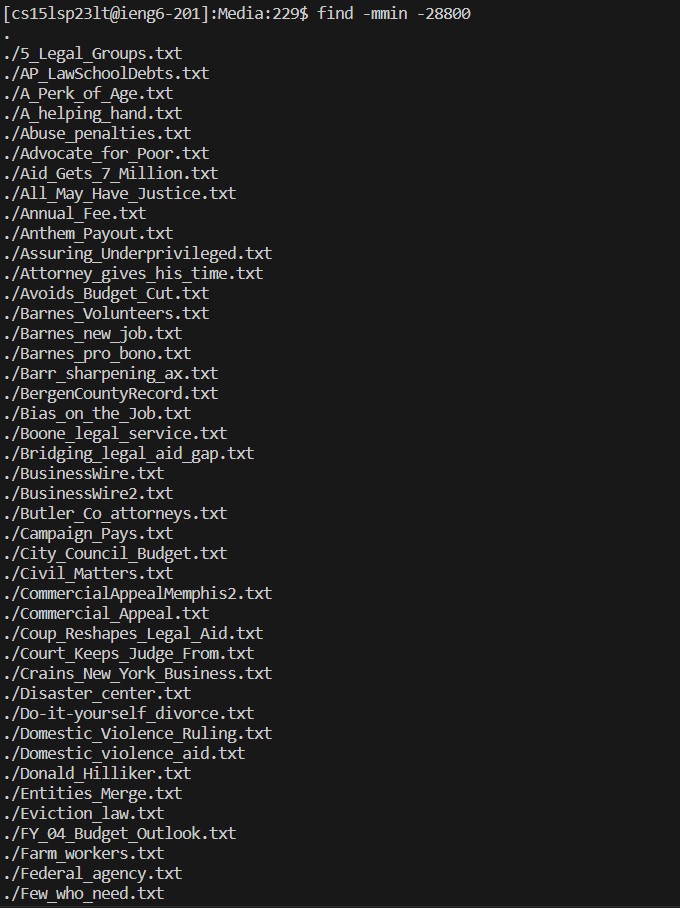 [cs15lsp23lt@ieng6-201]:Media:229$ find -mmin -28800
.
./5_Legal_Groups.txt
./AP_LawSchoolDebts.txt
./A_Perk_of_Age.txt
./A_helping_hand.txt
./Abuse_penalties.txt
./Advocate_for_Poor.txt
./Aid_Gets_7_Million.txt
./All_May_Have_Justice.txt
./Annual_Fee.txt
./Anthem_Payout.txt
./Assuring_Underprivileged.txt
./Attorney_gives_his_time.txt
./Avoids_Budget_Cut.txt
./Barnes_Volunteers.txt
./Barnes_new_job.txt
./Barnes_pro_bono.txt
./Barr_sharpening_ax.txt
./BergenCountyRecord.txt
./Bias_on_the_Job.txt
./Boone_legal_service.txt
./Bridging_legal_aid_gap.txt
./BusinessWire.txt
./BusinessWire2.txt
./Butler_Co_attorneys.txt
./Campaign_Pays.txt
./City_Council_Budget.txt
./Civil_Matters.txt
./CommercialAppealMemphis2.txt
./Commercial_Appeal.txt
./Coup_Reshapes_Legal_Aid.txt
./Court_Keeps_Judge_From.txt
./Crains_New_York_Business.txt
./Disaster_center.txt
./Do-it-yourself_divorce.txt
./Domestic_Violence_Ruling.txt
./Domestic_violence_aid.txt
./Donald_Hilliker.txt
./Entities_Merge.txt
./Eviction_law.txt
./FY_04_Budget_Outlook.txt
./Farm_workers.txt
./Federal_agency.txt
./Few_who_need.txt